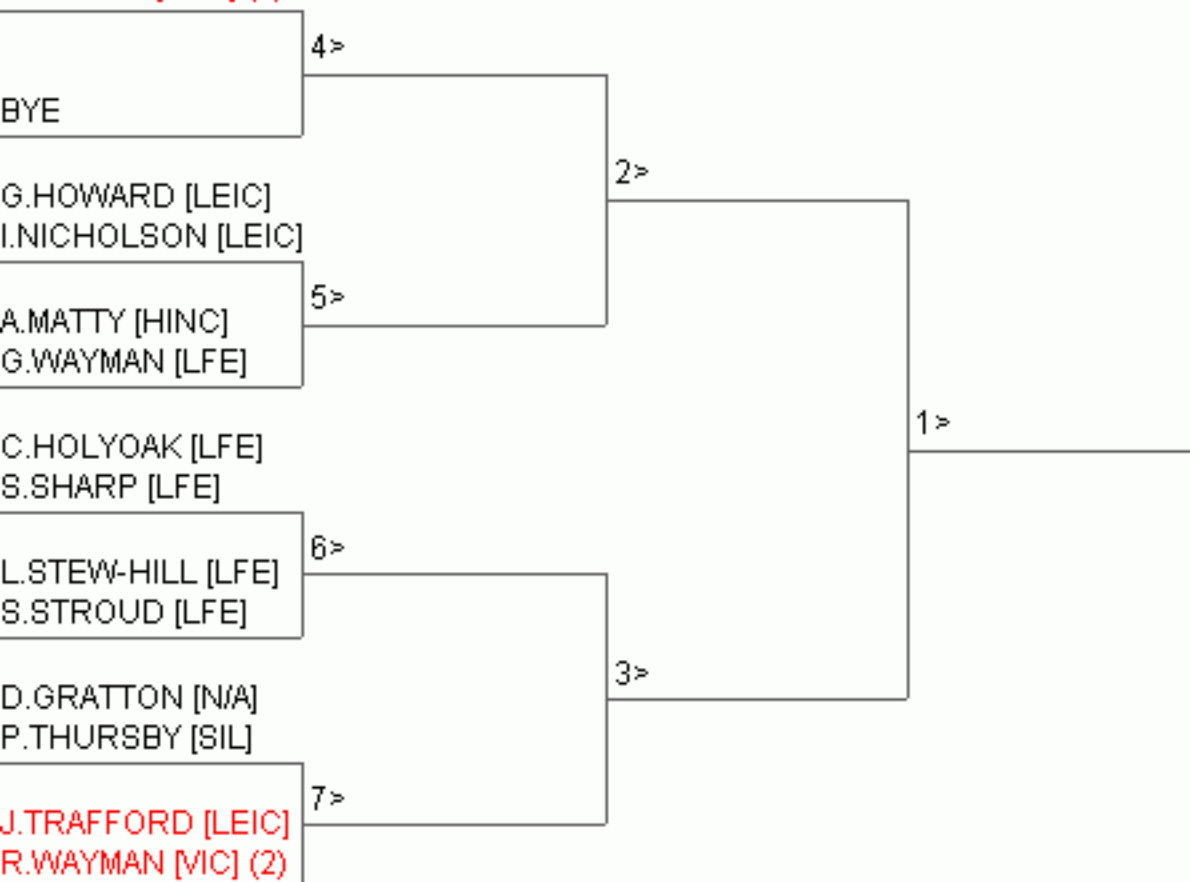 4>
BYE
G.HOWARD [LEIC]
I.NICHOLSON [LEIC]
2>
5>
A.MATTY [HINC]
G.WAYMAN [LFE]
C.HOLYOAK [LFE]
S.SHARP [LFE]
1>
6>
L.STEW-HILL [LFE]
S.STROUD [LFE]
3>
D.GRATTON [N/A]
P.THURSBY [SIL]
7>
J.TRAFFORD [LEIC]
R.WAYMAN [VIC] (2)